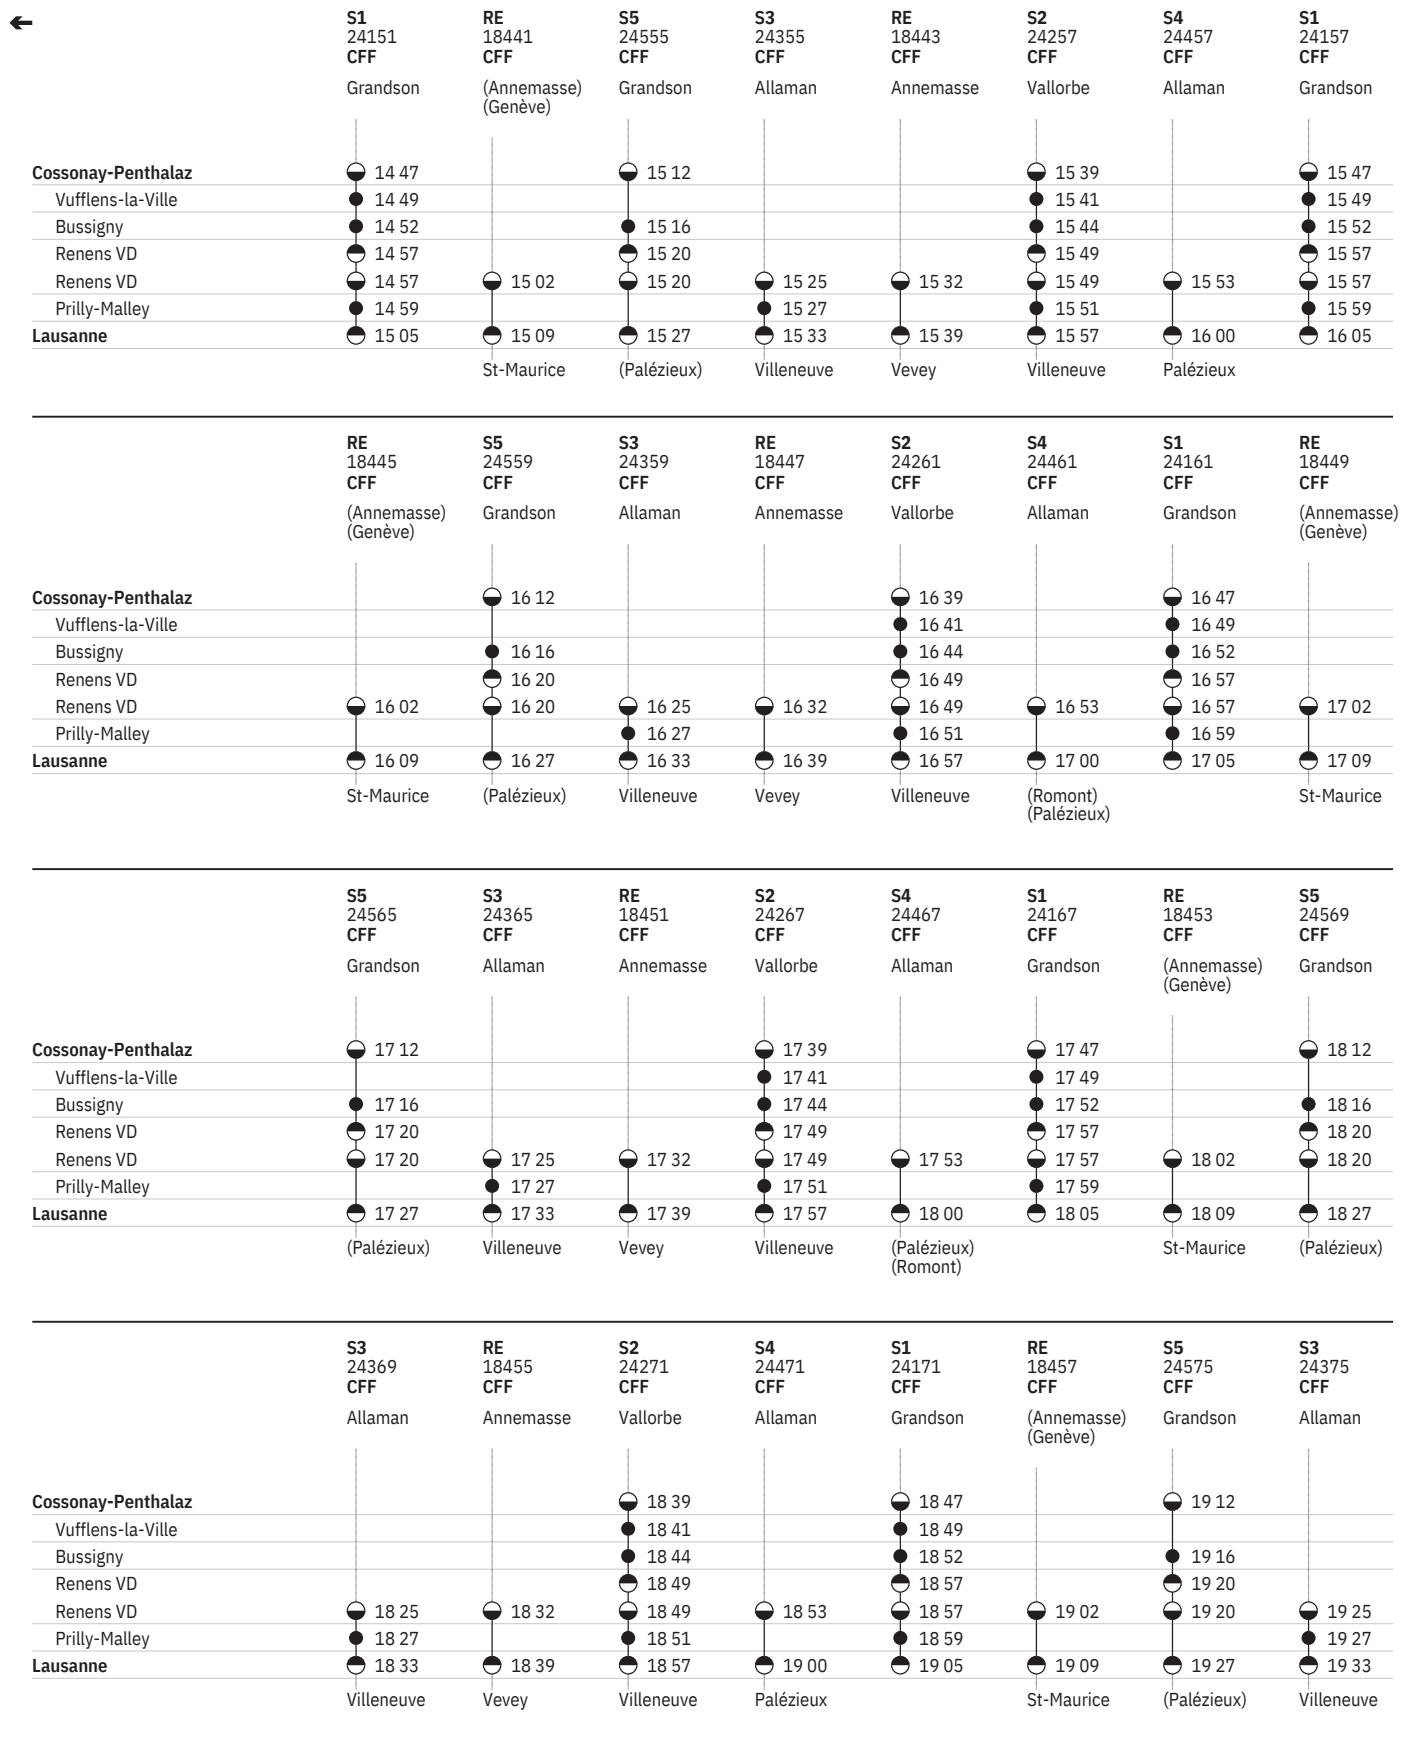 S1 RE S5 S3 RE S2 S4 S1
24151 18441 24555 24355 18443 24257 24457 24157
CFF CFF CFF CFF CFF CFF CFF CFF
Grandson (Annemasse) Grandson Allaman Annemasse Vallorbe Allaman Grandson
(Genève)
Cossonay-Penthalaz 14 47 15 12 15 39 15 47
Vufflens-la-Ville 14 49 15 41 15 49
Bussigny 14 52 15 16 15 44 15 52
Renens VD 14 57 15 20 15 49 15 57
Renens VD 14 57 15 02 15 20 15 25 15 32 15 49 15 53 15 57
Prilly-Malley 14 59 15 27 15 51 15 59
Lausanne 15 05 15 09 15 27 15 33 15 39 15 57 16 00 16 05
St-Maurice (Palézieux) Villeneuve Vevey Villeneuve Palézieux
RE S5 S3 RE S2 S4 S1 RE
18445 24559 24359 18447 24261 24461 24161 18449
CFF CFF CFF CFF CFF CFF CFF CFF
(Annemasse) Grandson Allaman Annemasse Vallorbe Allaman Grandson (Annemasse)
(Genève) (Genève)
Cossonay-Penthalaz 16 12 16 39 16 47
Vufflens-la-Ville 16 41 16 49
Bussigny 16 16 16 44 16 52
Renens VD 16 20 16 49 16 57
Renens VD 16 02 16 20 16 25 16 32 16 49 16 53 16 57 17 02
Prilly-Malley 16 27 16 51 16 59
Lausanne 16 09 16 27 16 33 16 39 16 57 17 00 17 05 17 09
St-Maurice (Palézieux) Villeneuve Vevey Villeneuve (Romont) St-Maurice
(Palézieux)
S5 S3 RE S2 S4 S1 RE S5
24565 24365 18451 24267 24467 24167 18453 24569
CFF CFF CFF CFF CFF CFF CFF CFF
Grandson Allaman Annemasse Vallorbe Allaman Grandson (Annemasse) Grandson
(Genève)
Cossonay-Penthalaz 17 12 17 39 17 47 18 12
Vufflens-la-Ville 17 41 17 49
Bussigny 17 16 17 44 17 52 18 16
Renens VD 17 20 17 49 17 57 18 20
Renens VD 17 20 17 25 17 32 17 49 17 53 17 57 18 02 18 20
Prilly-Malley 17 27 17 51 17 59
Lausanne 17 27 17 33 17 39 17 57 18 00 18 05 18 09 18 27
(Palézieux) Villeneuve Vevey Villeneuve (Palézieux) St-Maurice (Palézieux)
(Romont)
S3 RE S2 S4 S1 RE S5 S3
24369 18455 24271 24471 24171 18457 24575 24375
CFF CFF CFF CFF CFF CFF CFF CFF
Allaman Annemasse Vallorbe Allaman Grandson (Annemasse) Grandson Allaman
(Genève)
Cossonay-Penthalaz 18 39 18 47 19 12
Vufflens-la-Ville 18 41 18 49
Bussigny 18 44 18 52 19 16
Renens VD 18 49 18 57 19 20
Renens VD 18 25 18 32 18 49 18 53 18 57 19 02 19 20 19 25
Prilly-Malley 18 27 18 51 18 59 19 27
Lausanne 18 33 18 39 18 57 19 00 19 05 19 09 19 27 19 33
Villeneuve Vevey Villeneuve Palézieux St-Maurice (Palézieux) Villeneuve